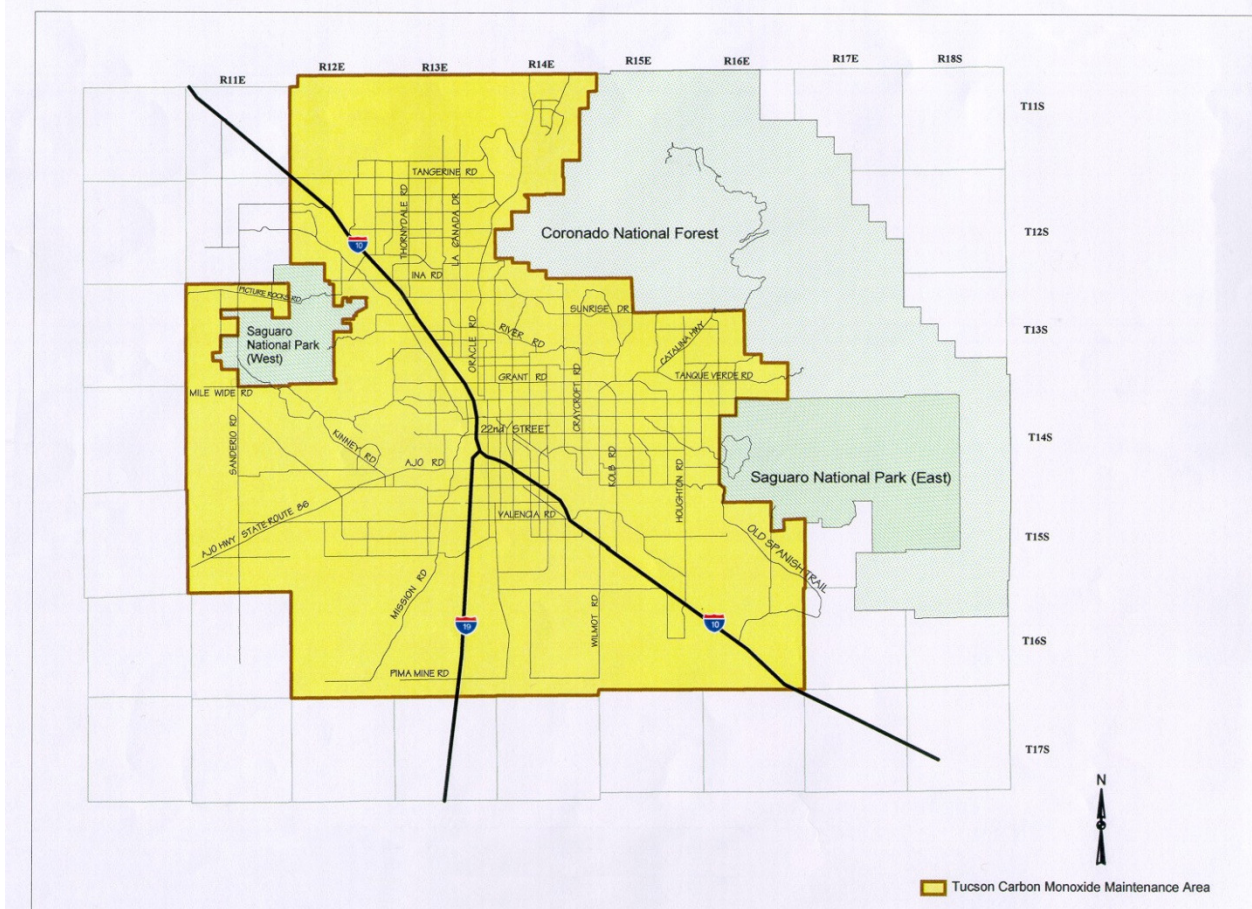 R11E
R12E
R13E
R14E
R15E
R16E
R17E
R18S
T11S
TANGERINE RD
THORNYDALE RD
LA CANADA DR
Coronado National Forest
T12S
10
INA RD
PICTURE ROCKS RD
SUNRISE DR
Saguaro
National Park
(West)
ORACLE RD
RIVER RD
CATALINA HWY
T13S
GRANT RD
CRAYCROFT RD
TANQUE VERDE RD
MILE WIDE RD
SANDERIO RD
KINNEY RD
22nd STREET
T14S
AJO RD
KOLB RD
HOUGHTON RD
Saguaro National Park (East)
AJO HWY STATE ROUTE 86
VALENCIA RD
OLD SPANISH TRAIL
T15S
MISSION RD
19
WILMOT RD
10
T16S
PIMA MINE RD
T17S
N
Tucson Carbon Monoxide Maintenance Area